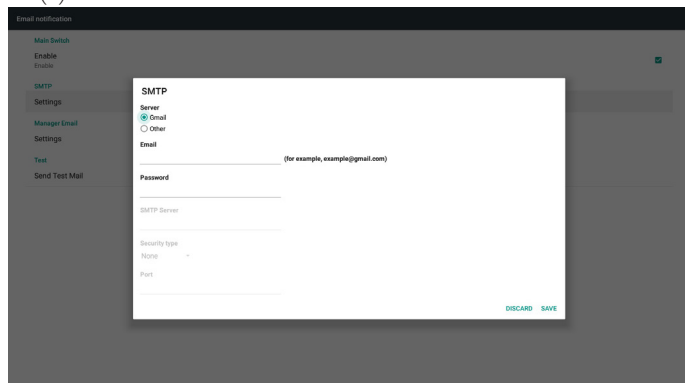 Email notification
Main Switch
Enable
Enable
SMTP
Settings
Manager Email
Settings
Test
Send Test Mail
SMTP
Server
Gmail
Other
Email
(for example, example@gmail.com)
Password
SMTP Server
Security type
None
Port
DISCARD SAVE